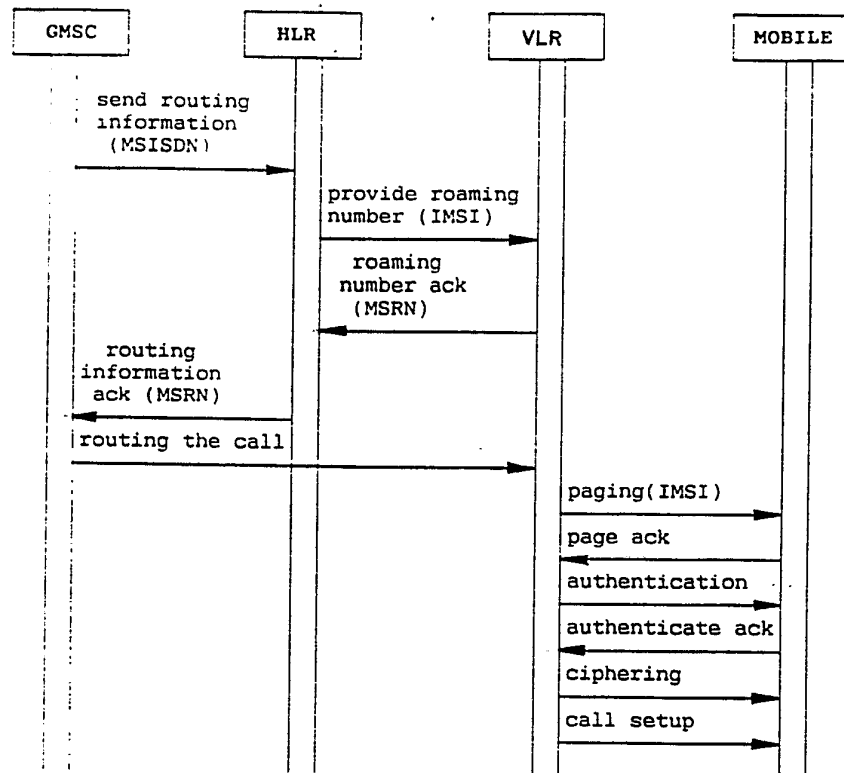 GMSC
HLR
VLR
MOBILE
send routing
information
(MSISDN)
provide roaming
number (IMSI)
roaming
number ack
(MSRN)
routing
information
ack (MSRN)
routing the call
paging(IMSI)
page ack
authentication
authenticate ack
ciphering
call setup